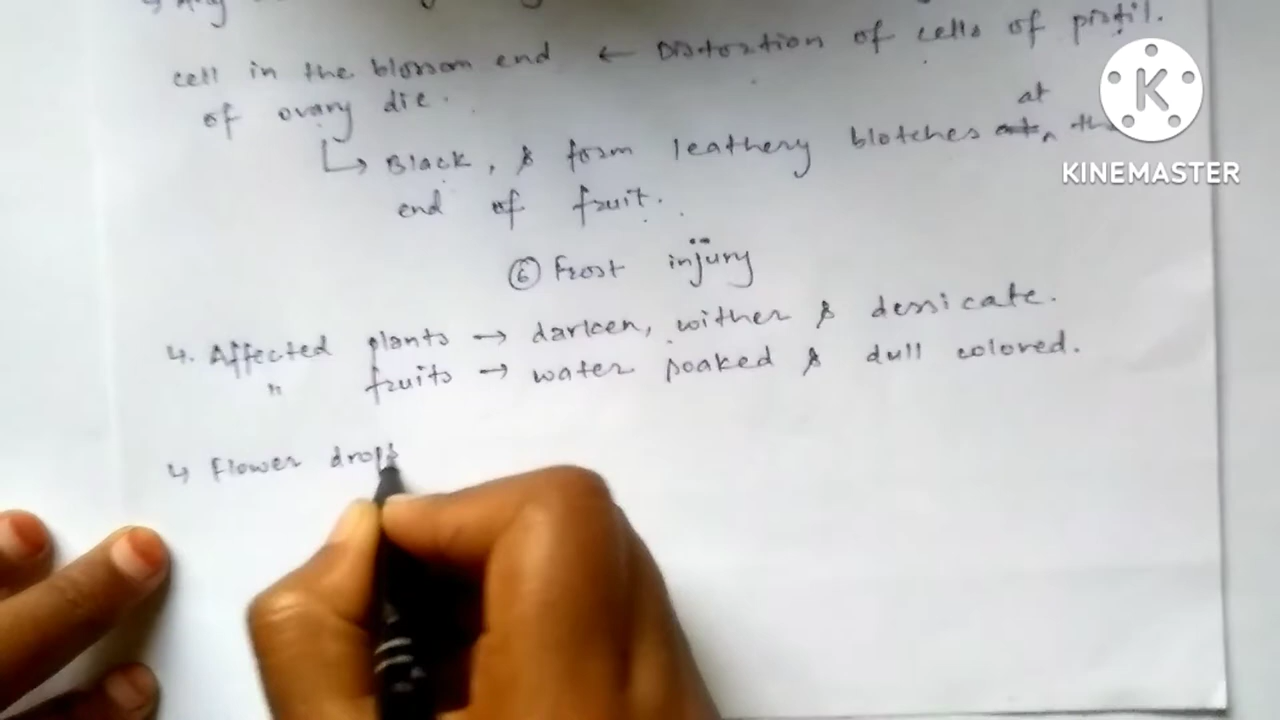 cell in the blossom end ← Distortion of cells of pistil.
of ovary die.
↳ Black, & form leathery blotches at the
end of fruit.
⑥ Frost injury
↳ Affected plants → darken, wither & dessicate.
" fruits → water soaked & dull colored.
↳ Flower drops
K
KINEMASTER